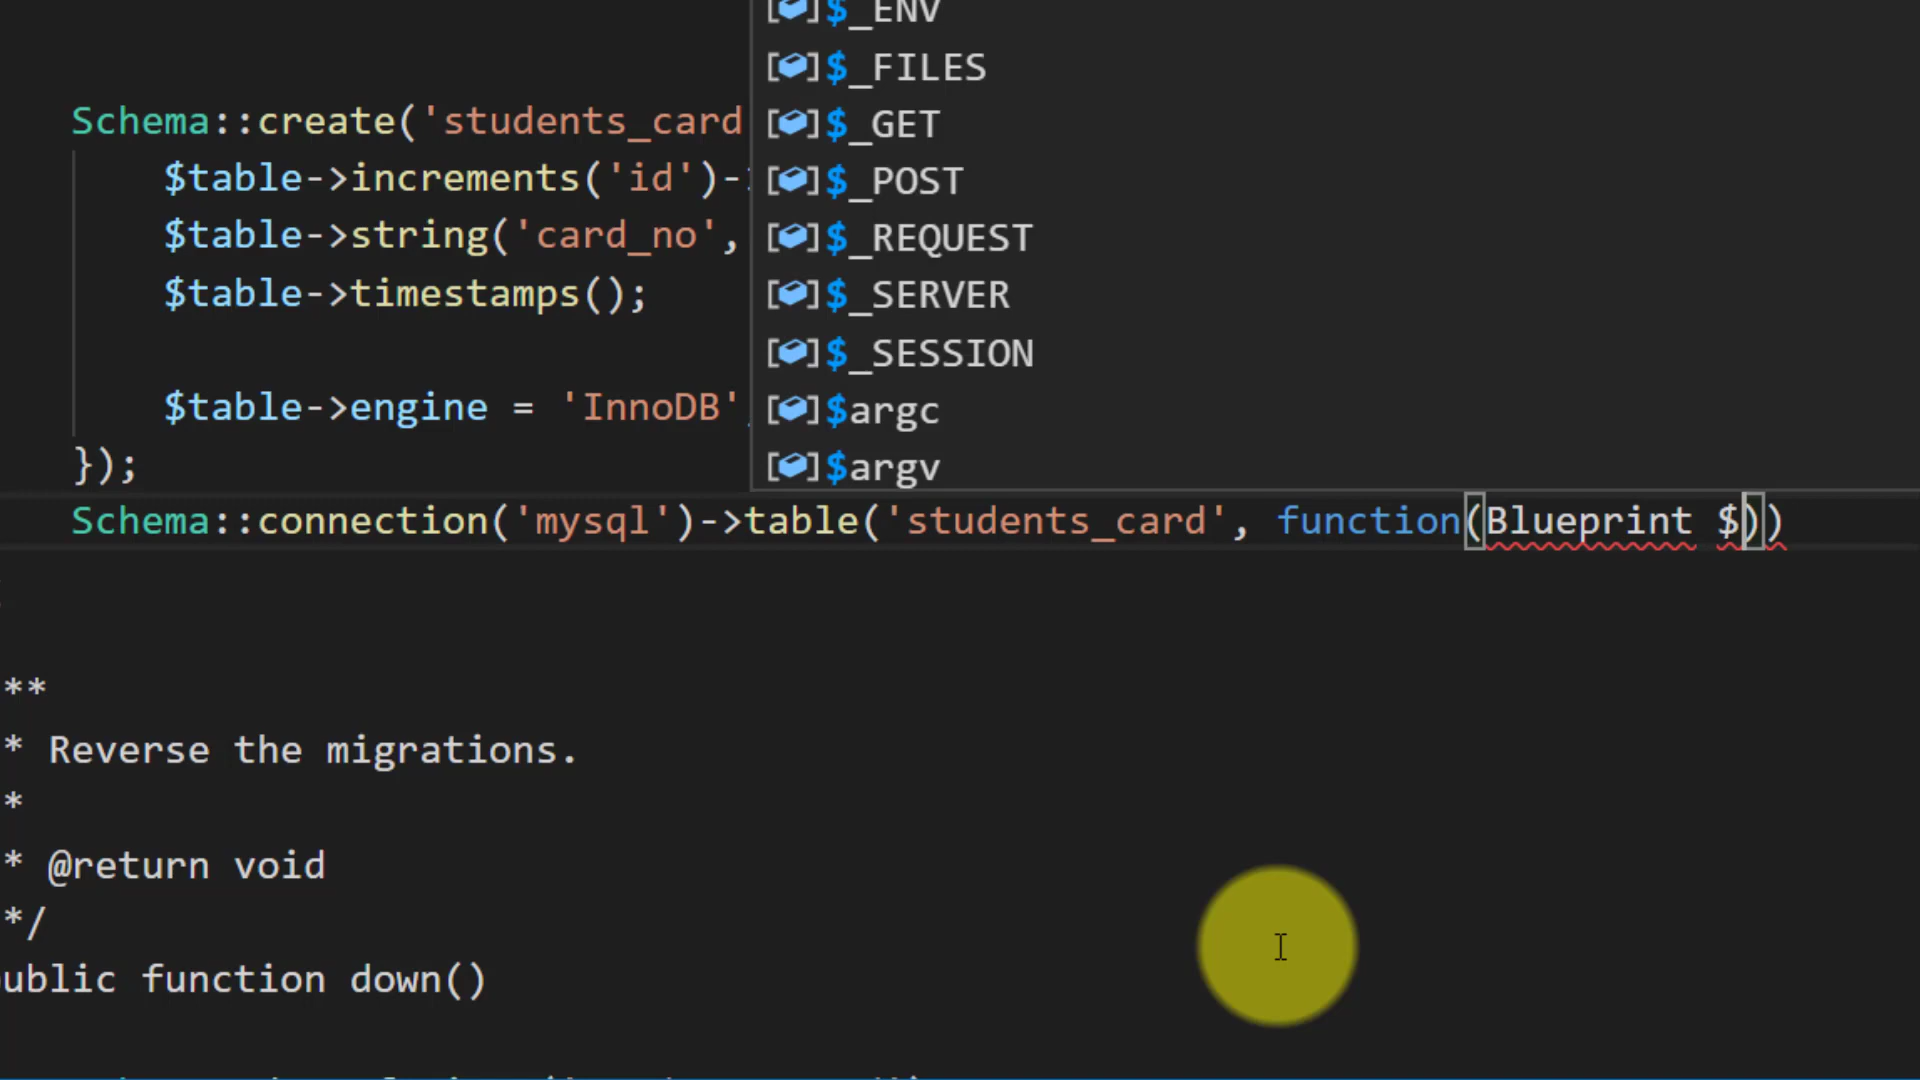 $_ENV
$_FILES
$_GET
$_POST
$_REQUEST
$_SERVER
$_SESSION
$argc
$argv
Schema::create('students_card
$table->increments('id')-
$table->string('card_no',
$table->timestamps();
$table->engine = 'InnoDB'
});
Schema::connection('mysql')->table('students_card', function(Blueprint $))
**
* Reverse the migrations.
*
* @return void
*/
public function down()